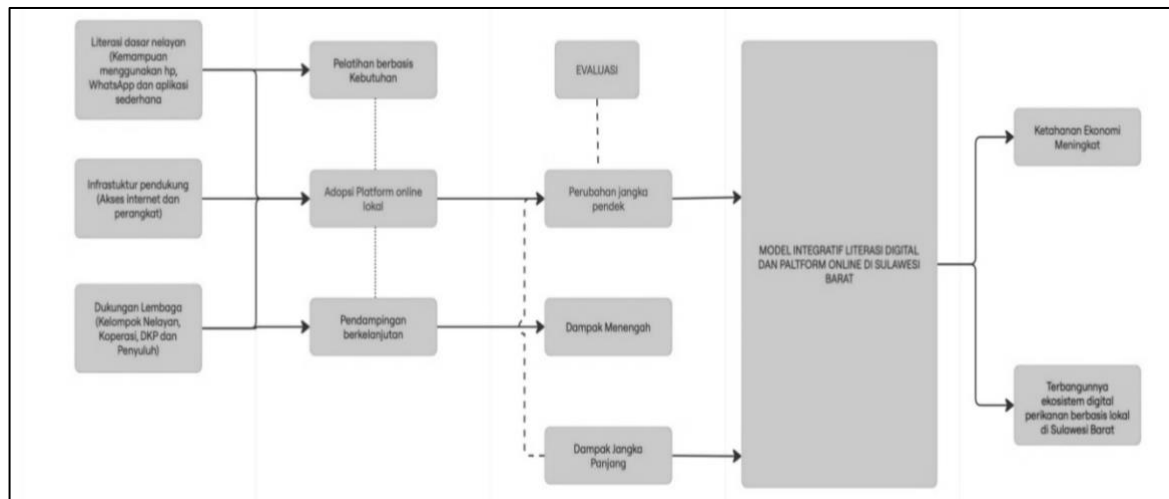 Literasi dasar nelayan
(Kemampuan
menggunakan hp,
WhatsApp dan aplikasi
sederhana
Infrastuktur pendukung
(Akses internet dan
perangkat)
Dukungan Lembaga
(Kelompok Nelayan,
Koperasi, DKP dan
Penyuluh)
Pelatihan berbasis
Kebutuhan
Adopsi Platform online
lokal
Pendampingan
berkelanjutan
EVALUASI
Perubahan jangka
pendek
Dampak Menengah
Dampak Jangka
Panjang
MODEL INTEGRATIF LITERASI DIGITAL
DAN PALTFORM ONLINE DI SULAWESI
BARAT
Ketahanan Ekonomi
Meningkat
Terbangunnya
ekosistem digital
perikanan berbasis lokal
di Sulawesi Barat